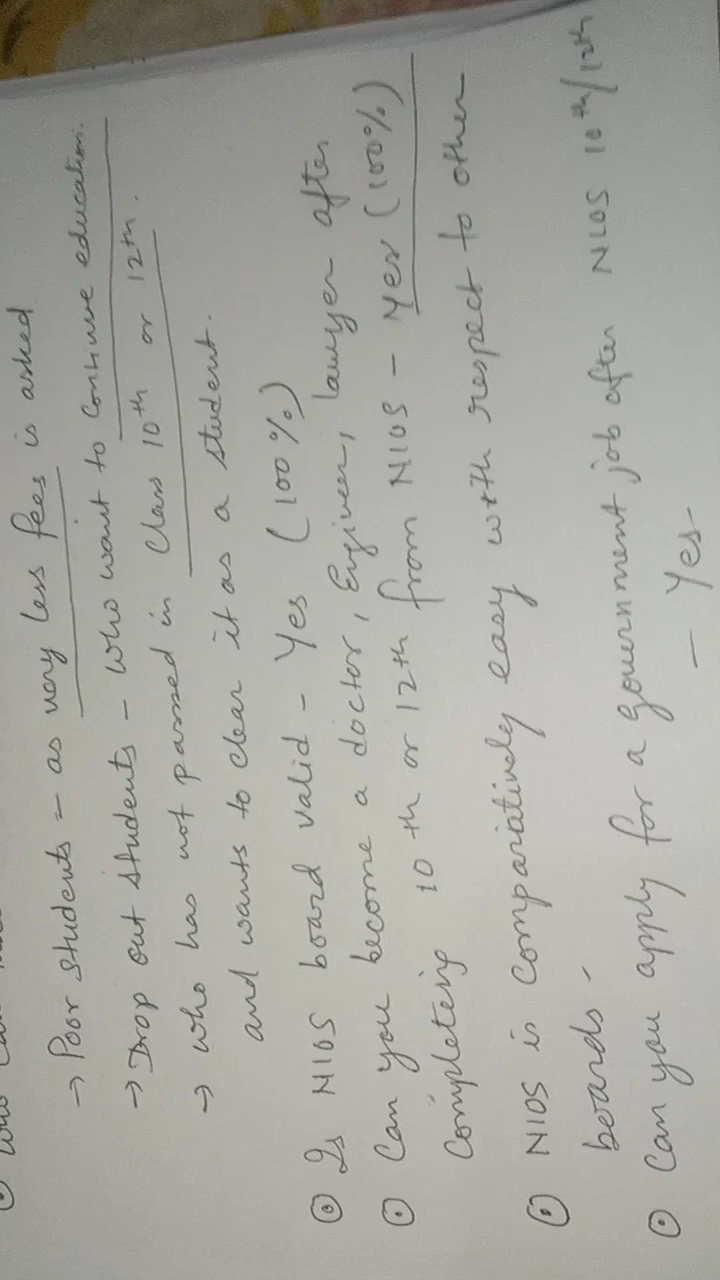 → Poor students – as very less fees is asked
→ Drop out students – who want to continue education.
→ who has not passed in Class 10th or 12th.
and wants to clear it as a student.
⊙ Is NIOS board valid – Yes (100%)
⊙ Can you become a doctor, Engineer, lawyer after
completing 10th or 12th from NIOS – Yes (100%)
⊙ NIOS is comparatively easy with respect to other
boards -
⊙ Can you apply for a government job after NIOS 10th/12th
– Yes-